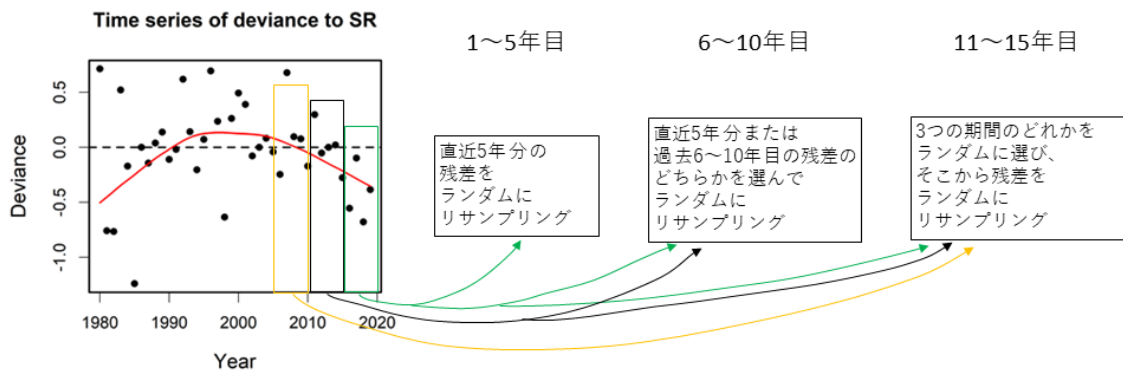 Time series of deviance to SR
1～5年目
6～10年目
11～15年目
0.5
0.0
-0.5
-1.0
Deviance
1980
1990
2000
2010
2020
Year
直近5年分の
残差を
ランダムに
リサンプリング
直近5年分または
過去6～10年目の残差の
どちらかを選んで
ランダムに
リサンプリング
3つの期間のどれかを
ランダムに選び、
そこから残差を
ランダムに
リサンプリング